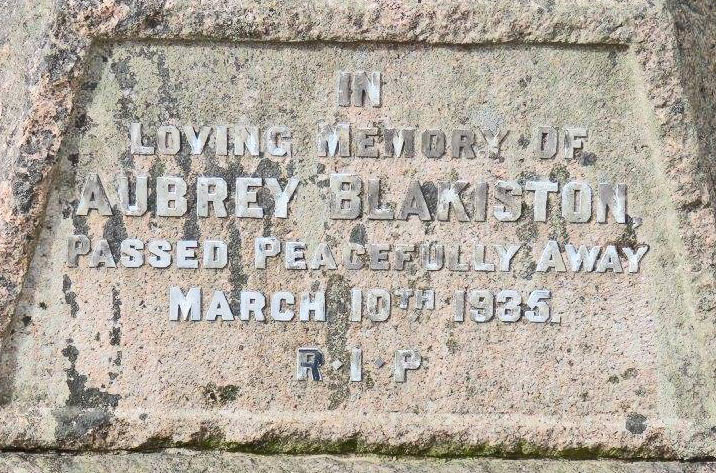 IN
LOVING MEMORY OF
AUBREY BLAKISTON,
PASSED PEACEFULLY AWAY
MARCH 10TH 1935.
R·I·P